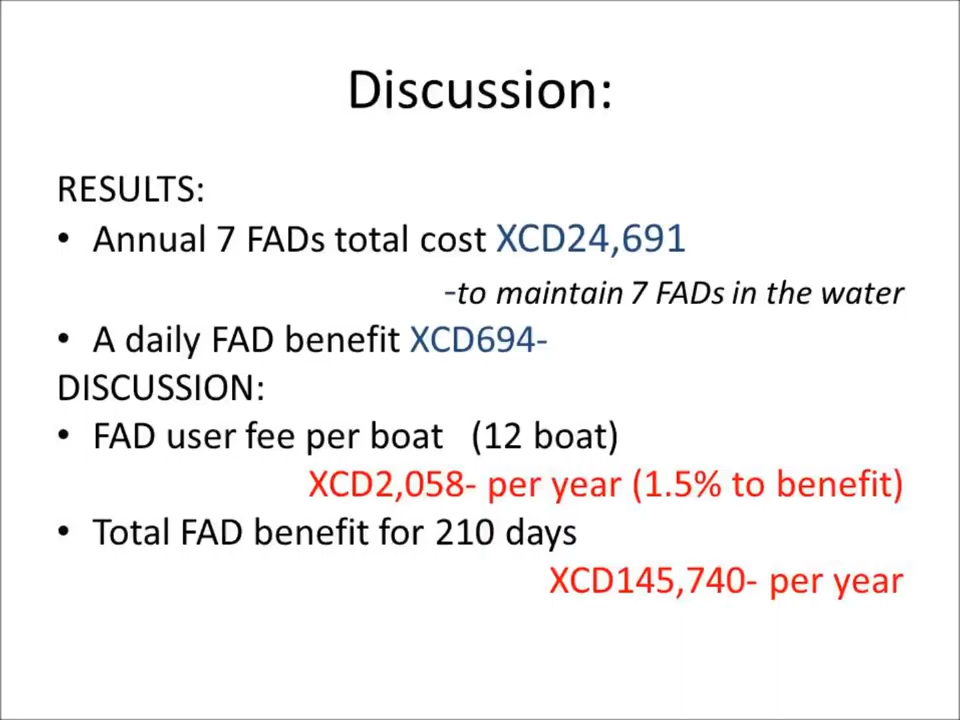 Discussion:
RESULTS:
• Annual 7 FADs total cost XCD24,691
-to maintain 7 FADs in the water
• A daily FAD benefit XCD694-
DISCUSSION:
• FAD user fee per boat (12 boat)
XCD2,058- per year (1.5% to benefit)
• Total FAD benefit for 210 days
XCD145,740- per year